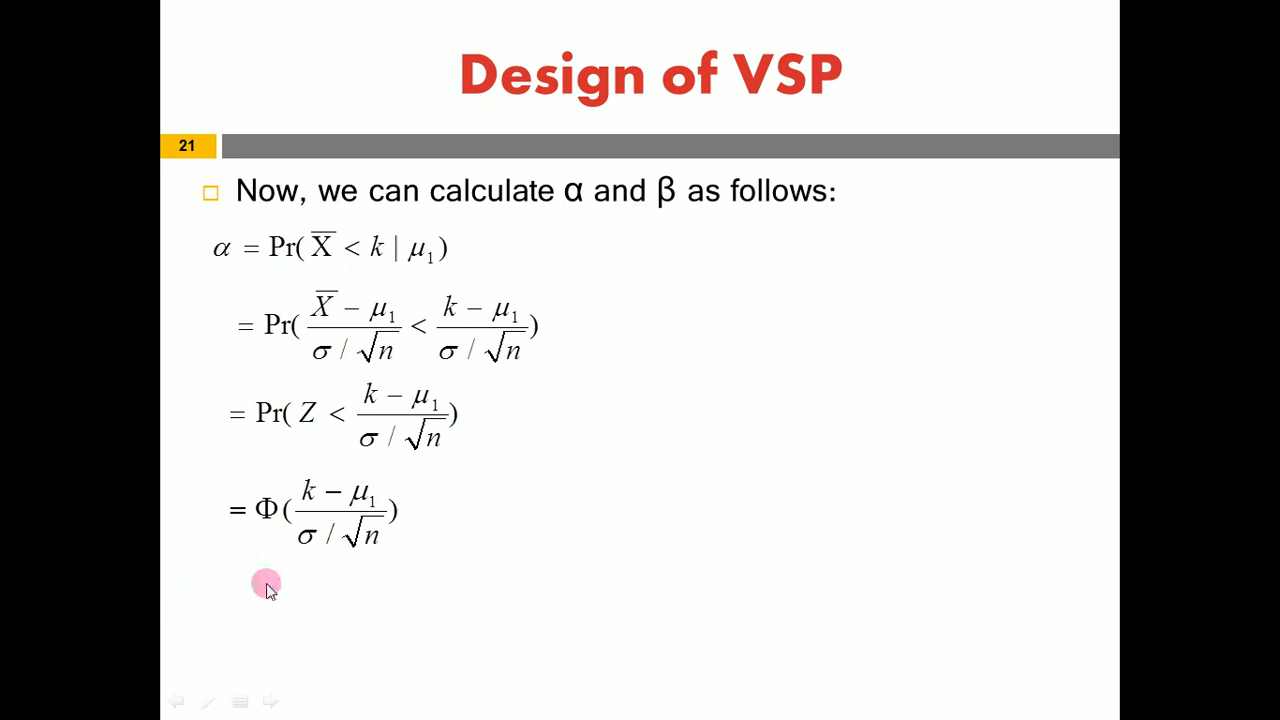 Design of VSP
21
Now, we can calculate α and β as follows:
α = Pr( X̅ < k | μ₁ )
= Pr( (X̅ − μ₁)/(σ / √n) < (k − μ₁)/(σ / √n) )
= Pr( Z < (k − μ₁)/(σ / √n) )
= Φ( (k − μ₁)/(σ / √n) )